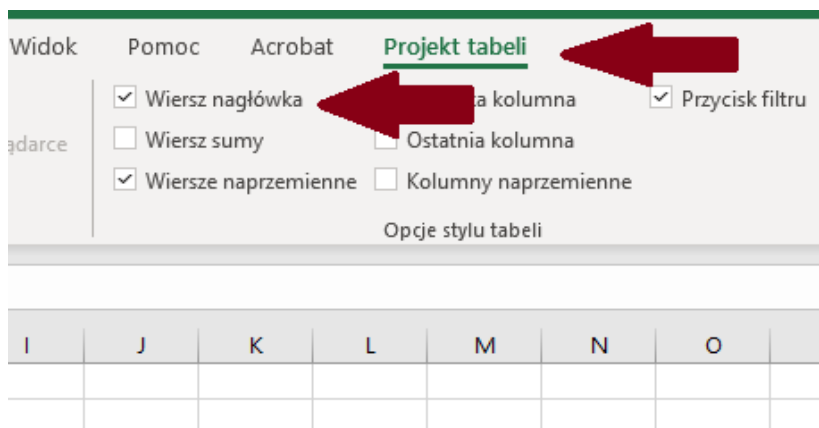 Widok Pomoc Acrobat Projekt tabeli
Wiersz nagłówka kolumna Przycisk filtru
Wiersz sumy Ostatnia kolumna
Wiersze naprzemienne Kolumny naprzemienne
Opcje stylu tabeli
I J K L M N O